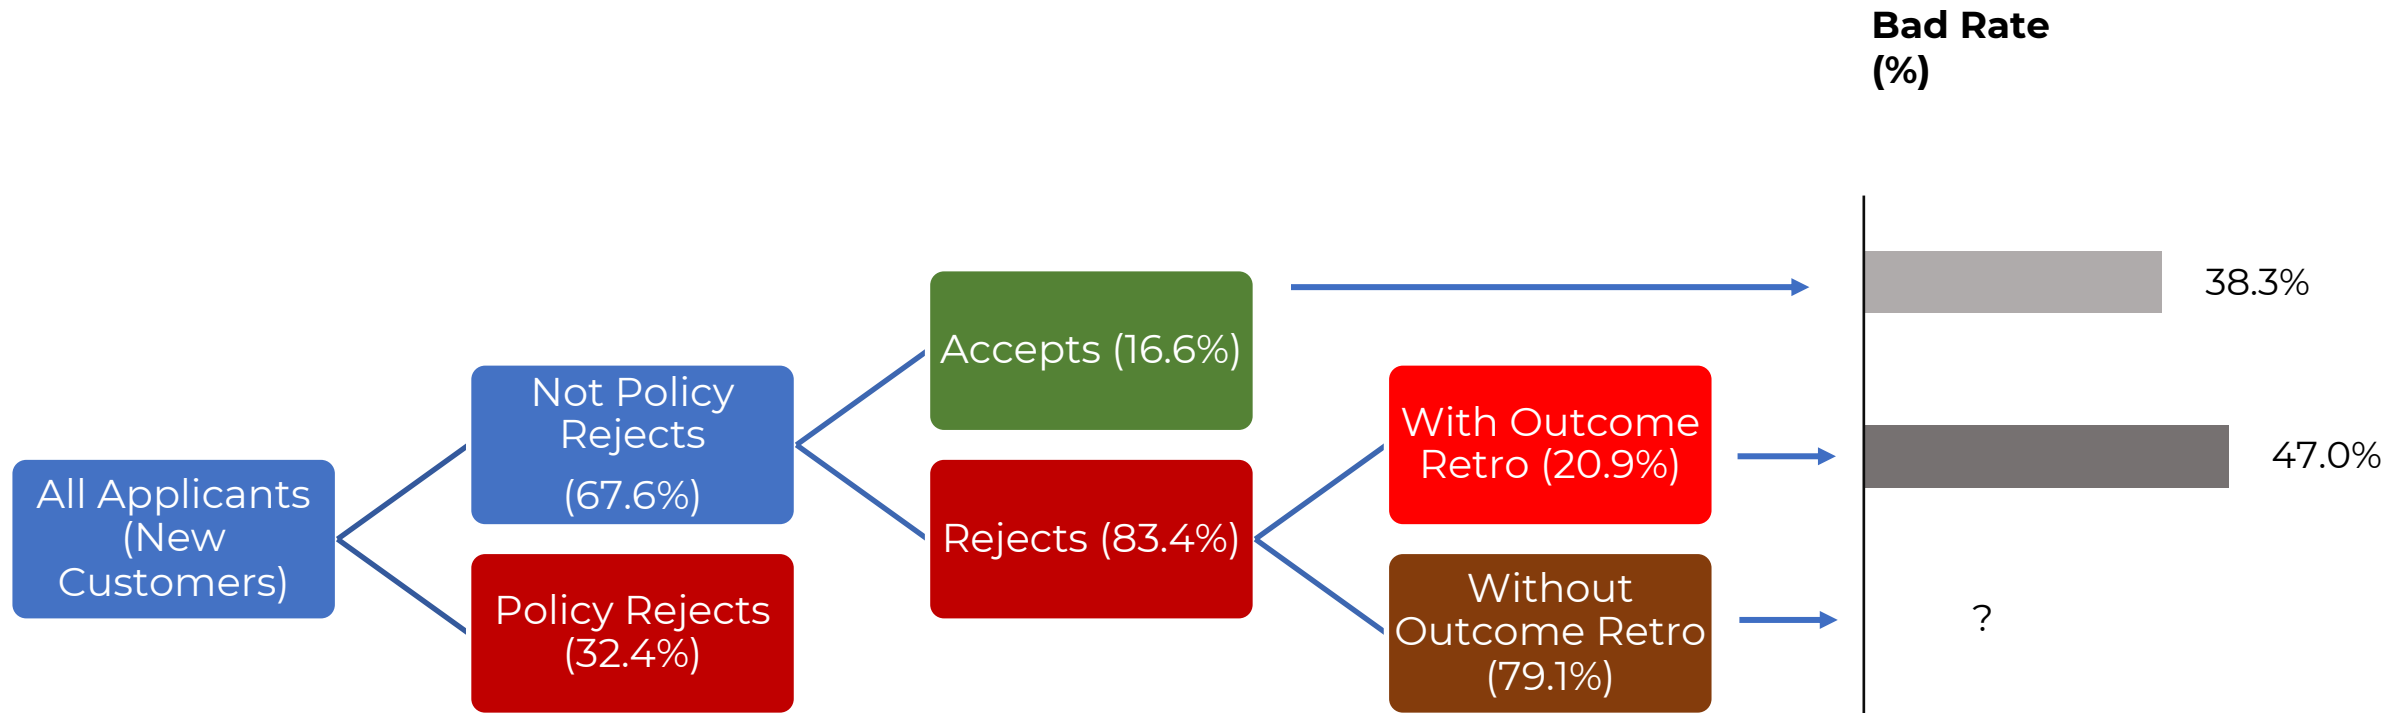 Bad Rate
(%)
All Applicants
(New
Customers)
Not Policy
Rejects
(67.6%)
Policy Rejects
(32.4%)
Accepts (16.6%)
Rejects (83.4%)
With Outcome
Retro (20.9%)
Without
Outcome Retro
(79.1%)
38.3%
47.0%
?